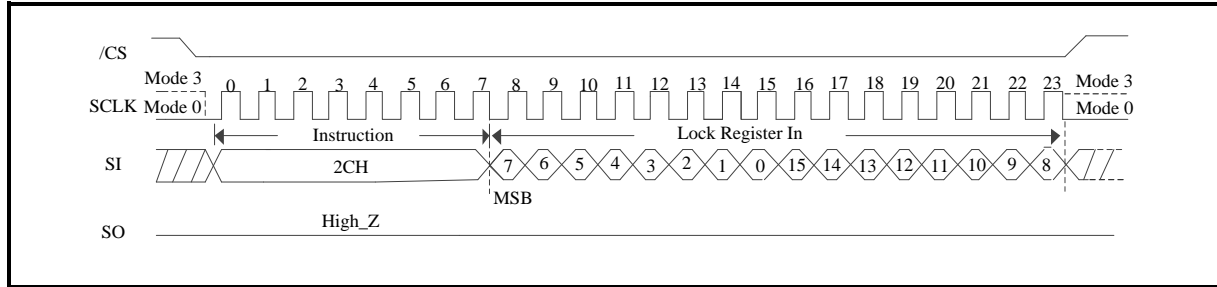 /CS
Mode 3 0 1 2 3 4 5 6 7 8 9 10 11 12 13 14 15 16 17 18 19 20 21 22 23 Mode 3
SCLK Mode 0 Mode 0
Instruction Lock Register In
SI 2CH 7 6 5 4 3 2 1 0 15 14 13 12 11 10 9 8
MSB
High_Z
SO